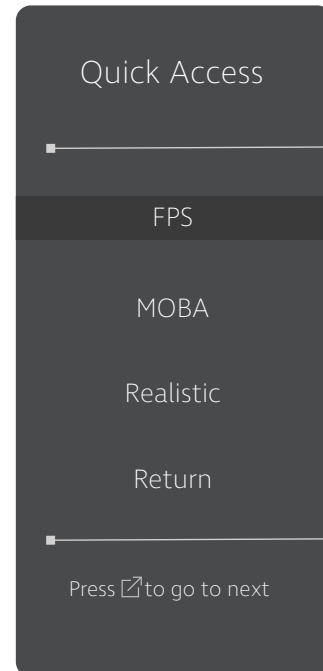 Quick Access
FPS
MOBA
Realistic
Return
Press to go to next